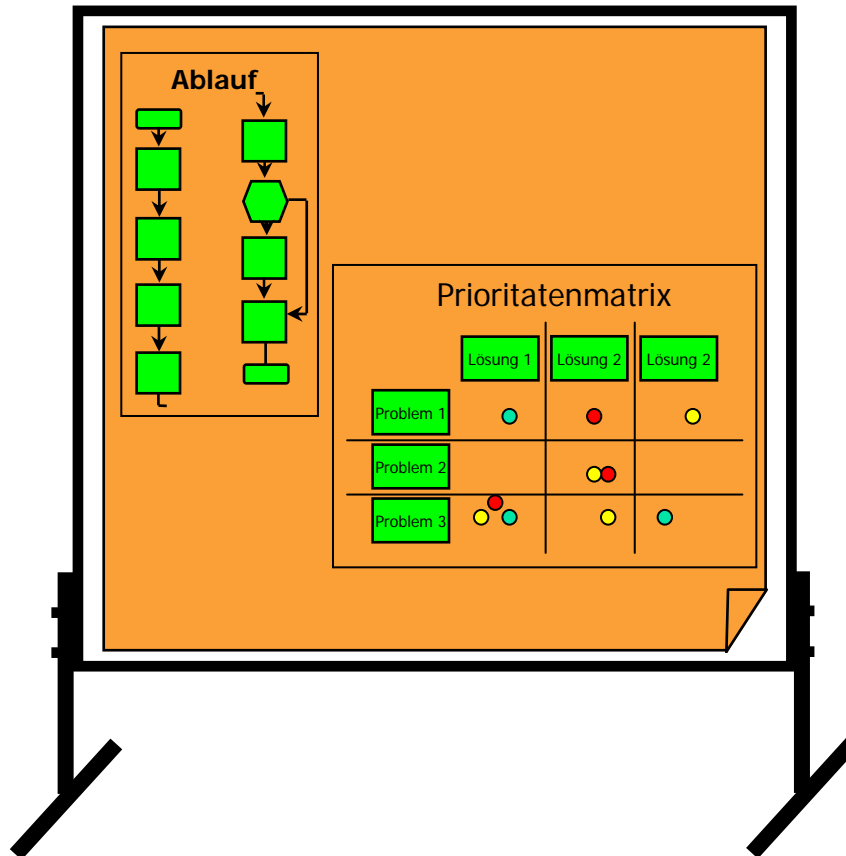 Ablauf
Prioritatenmatrix
Lösung 1 Lösung 2 Lösung 2
Problem 1
Problem 2
Problem 3